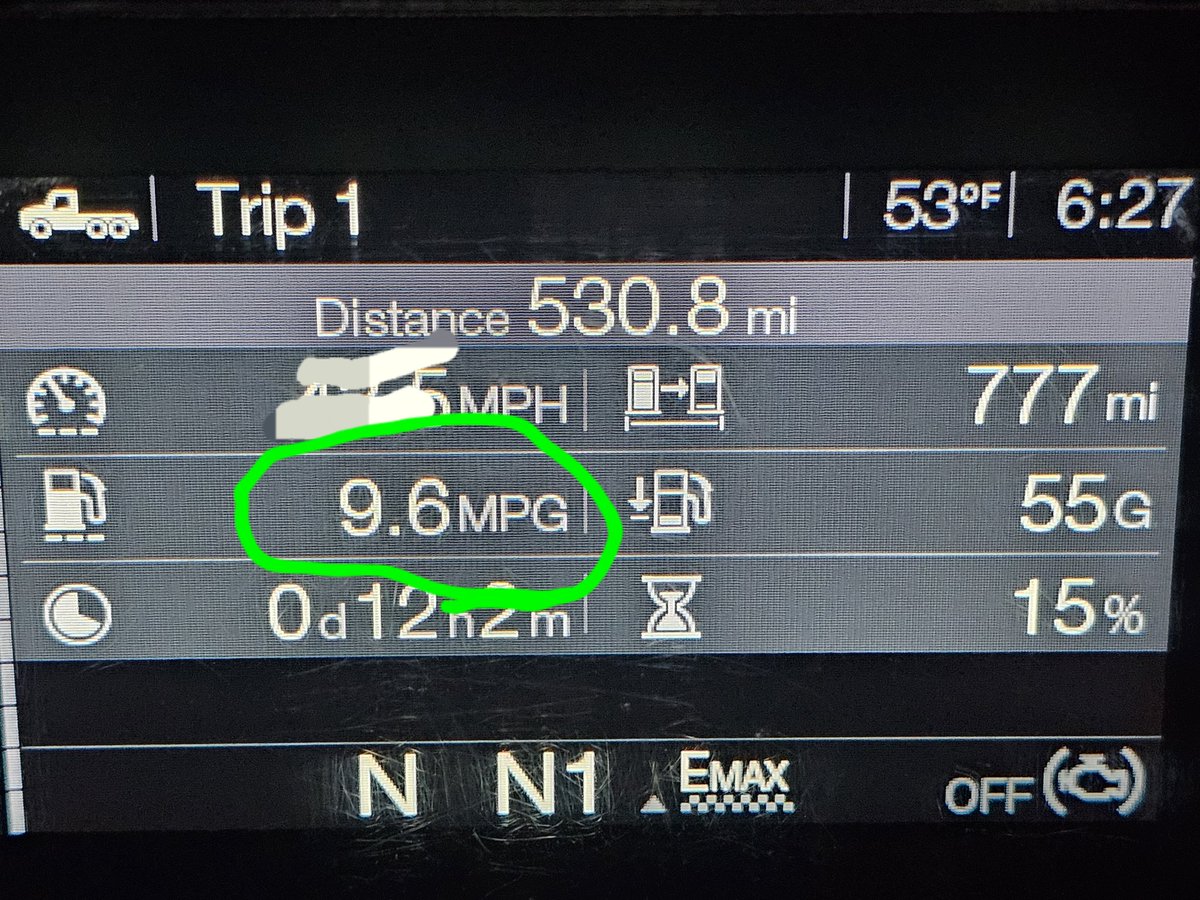 Trip 1 53°F 6:27
Distance 530.8 mi
5 MPH 777 mi
9.6 MPG 55 G
0d 12h 2m 15%
N N1 EMAX OFF